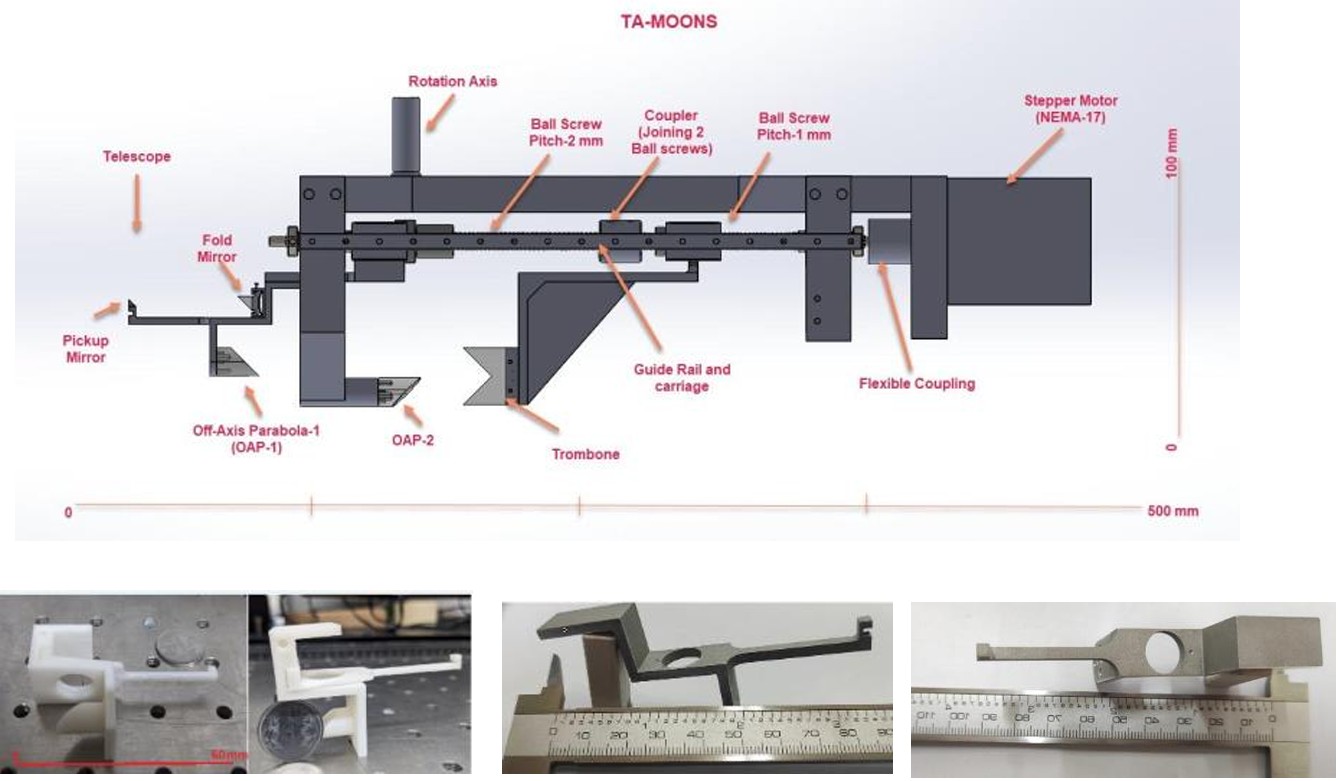 TA-MOONS
Rotation Axis
Stepper Motor
(NEMA-17)
Coupler
(Joining 2
Ball screws)
Ball Screw
Pitch-2 mm
Ball Screw
Pitch-1 mm
100 mm
Telescope
Fold
Mirror
Pickup
Mirror
Guide Rail and
carriage
Flexible Coupling
Off-Axis Parabola-1
(OAP-1)
OAP-2
Trombone
0
0
500 mm
60mm
0 10 20 30 40 50 60 70 80 90
110 100 90 80 70 60 50 40 30 20 10 0